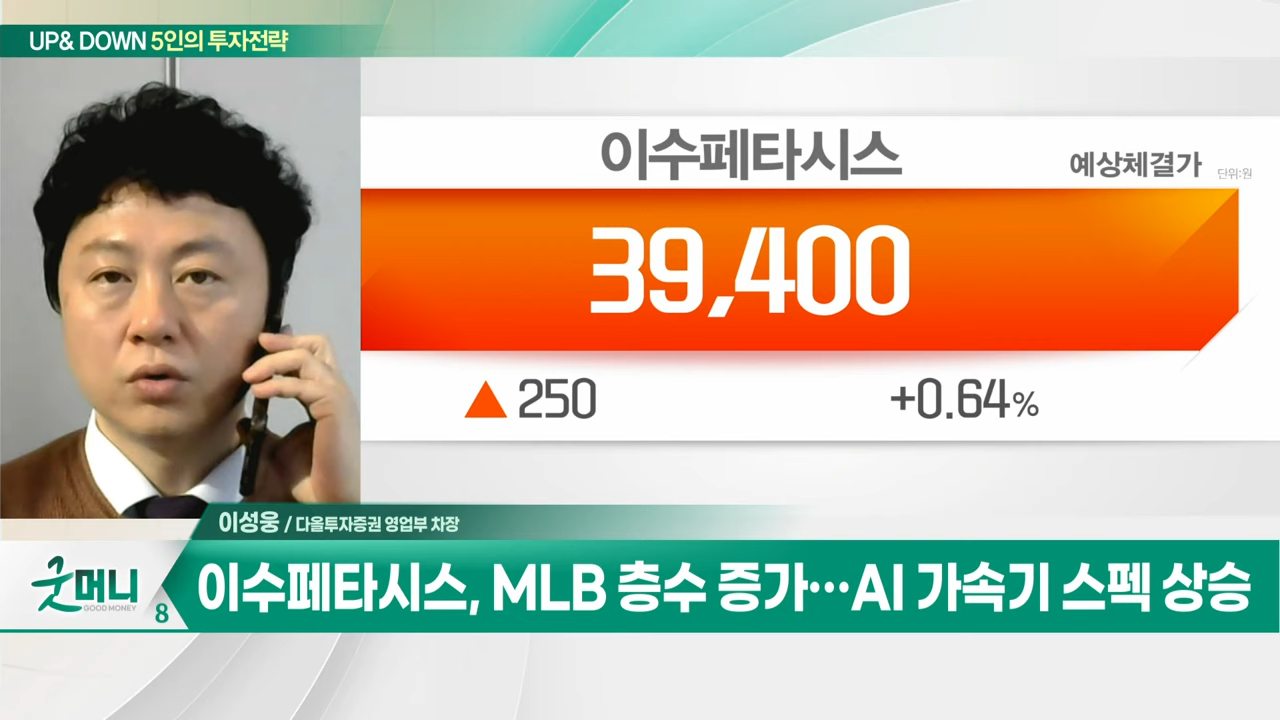 UP& DOWN 5인의 투자전략
이수페타시스
예상체결가 단위:원
39,400
▲ 250 +0.64%
이성웅 / 다올투자증권 영업부 차장
굿머니
GOOD MONEY
8
이수페타시스, MLB 층수 증가…AI 가속기 스펙 상승